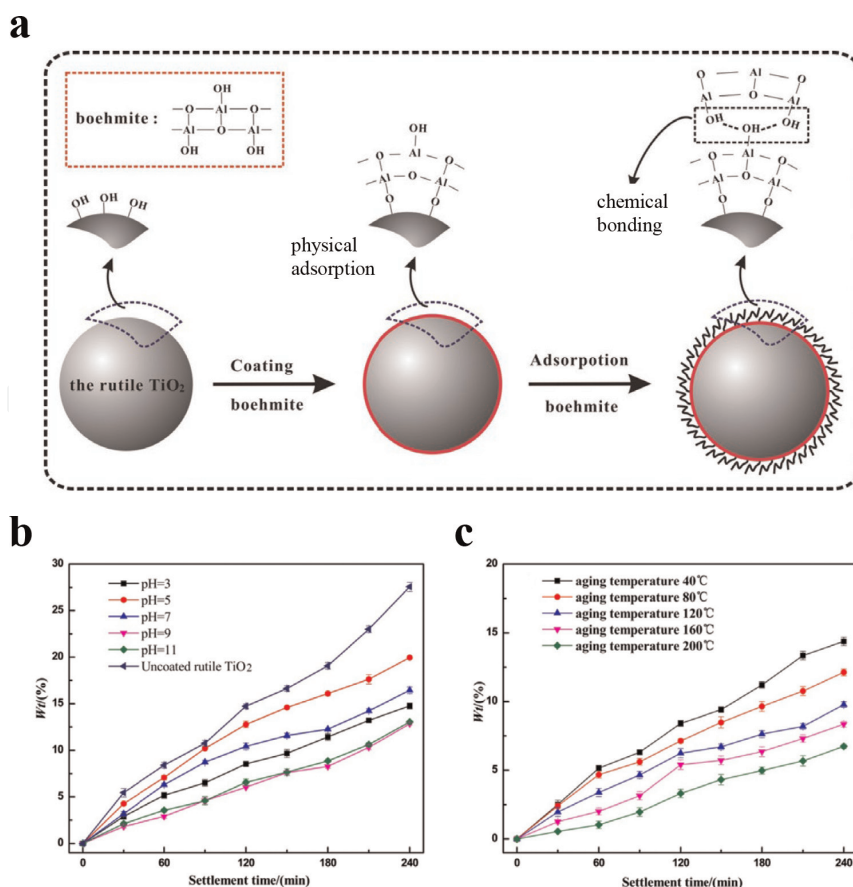 a
boehmite :
OH
O Al O
Al O Al
OH OH
OH OH OH
OH
Al O
O
Al O Al
O O
O Al O
Al O Al
OH OH
OH
O Al O
Al O Al
O O
physical
adsorption
chemical
bonding
the rutile TiO₂
Coating
boehmite
Adsorpotion
boehmite
b
30
25
20
15
10
5
0
Wt/(%)
pH=3
pH=5
pH=7
pH=9
pH=11
Uncoated rutile TiO₂
0 60 120 180 240
Settlement time/(min)
c
20
15
10
5
0
Wt/(%)
aging temperature 40℃
aging temperature 80℃
aging temperature 120℃
aging temperature 160℃
aging temperature 200℃
0 60 120 180 240
Settlement time/(min)